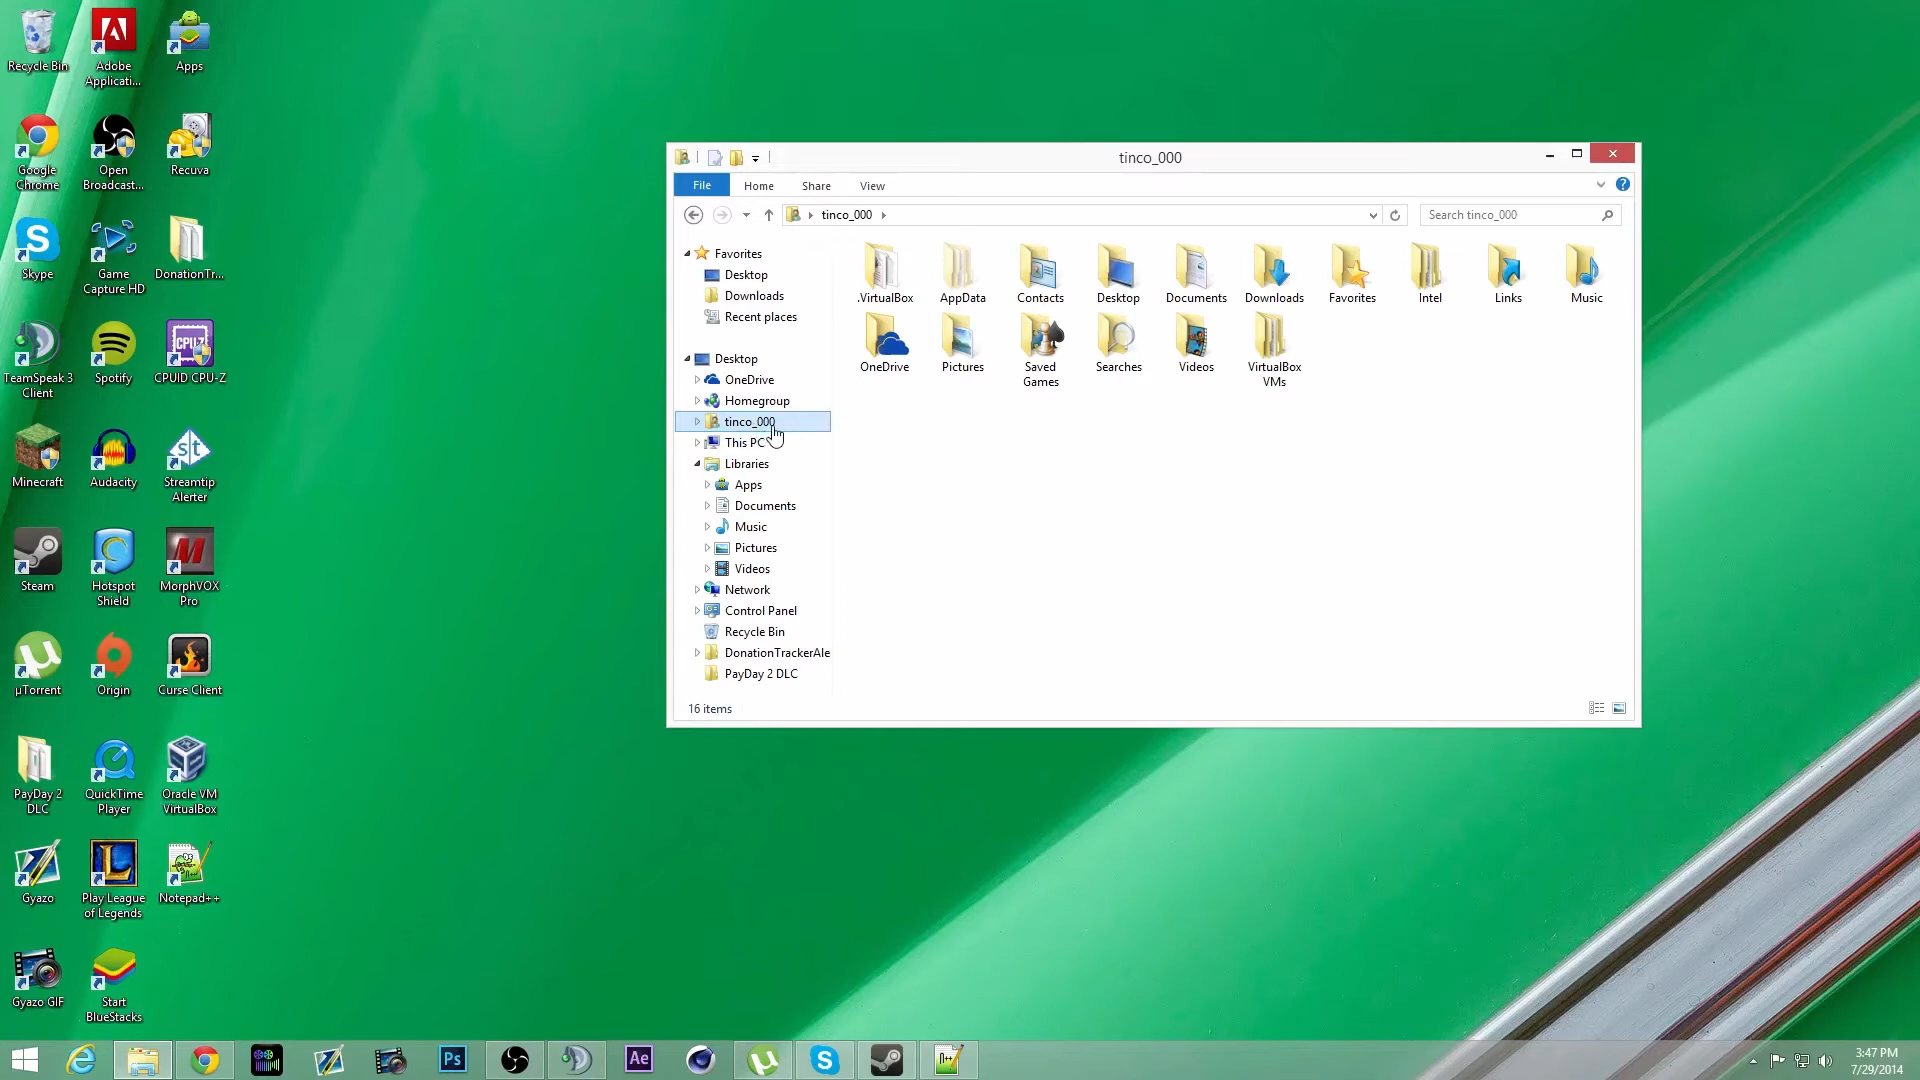 Recycle Bin
Adobe
Applicati...
Apps
Google
Chrome
Open
Broadcast...
Recuva
Skype
Game
Capture HD
DonationTr...
TeamSpeak 3
Client
Spotify
CPUID CPU-Z
Minecraft
Audacity
Streamtip
Alerter
Steam
Hotspot
Shield
MorphVOX
Pro
µTorrent
Origin
Curse Client
PayDay 2
DLC
QuickTime
Player
Oracle VM
VirtualBox
Gyazo
Play League
of Legends
Notepad++
Gyazo GIF
Start
BlueStacks
tinco_000
File
Home
Share
View
tinco_000
Search tinco_000
Favorites
Desktop
Downloads
Recent places
Desktop
OneDrive
Homegroup
tinco_000
This PC
Libraries
Apps
Documents
Music
Pictures
Videos
Network
Control Panel
Recycle Bin
DonationTrackerAle
PayDay 2 DLC
.VirtualBox
AppData
Contacts
Desktop
Documents
Downloads
Favorites
Intel
Links
Music
OneDrive
Pictures
Saved
Games
Searches
Videos
VirtualBox
VMs
16 items
Ps
Ae
3:47 PM
7/29/2014